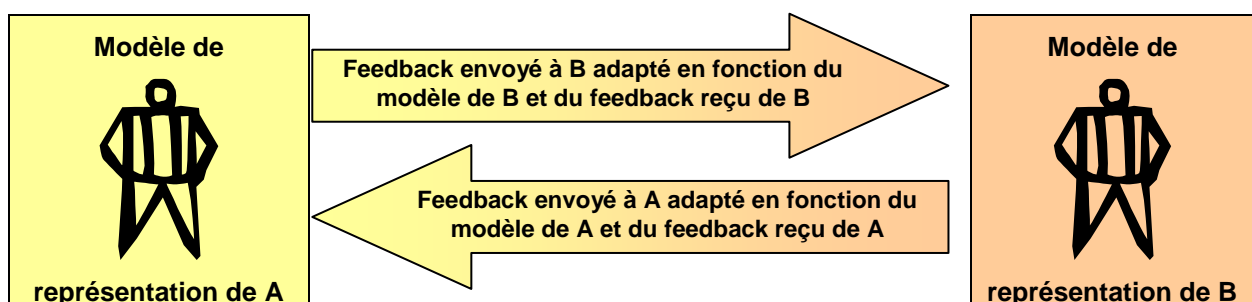 Modèle de
représentation de A
Feedback envoyé à B adapté en fonction du
modèle de B et du feedback reçu de B
Feedback envoyé à A adapté en fonction du
modèle de A et du feedback reçu de A
Modèle de
représentation de B